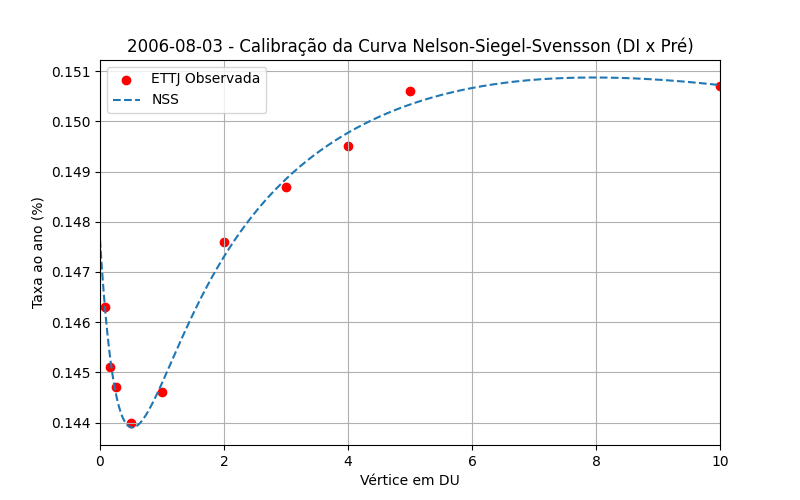 2006-08-03 - Calibração da Curva Nelson-Siegel-Svensson (DI x Pré)
ETTJ Observada
NSS
Taxa ao ano (%)
0.151
0.150
0.149
0.148
0.147
0.146
0.145
0.144
0 2 4 6 8 10
Vértice em DU